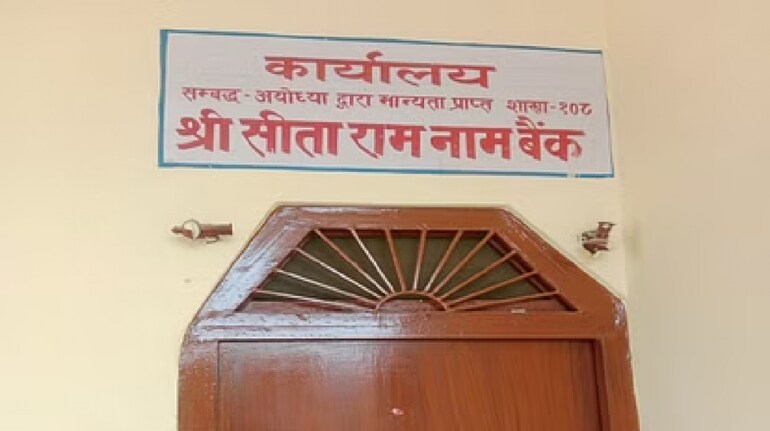 कार्यालय
सम्बद्ध - अयोध्या द्वारा मान्यता प्राप्त शाखा-१०८
श्री सीता राम नाम बैंक